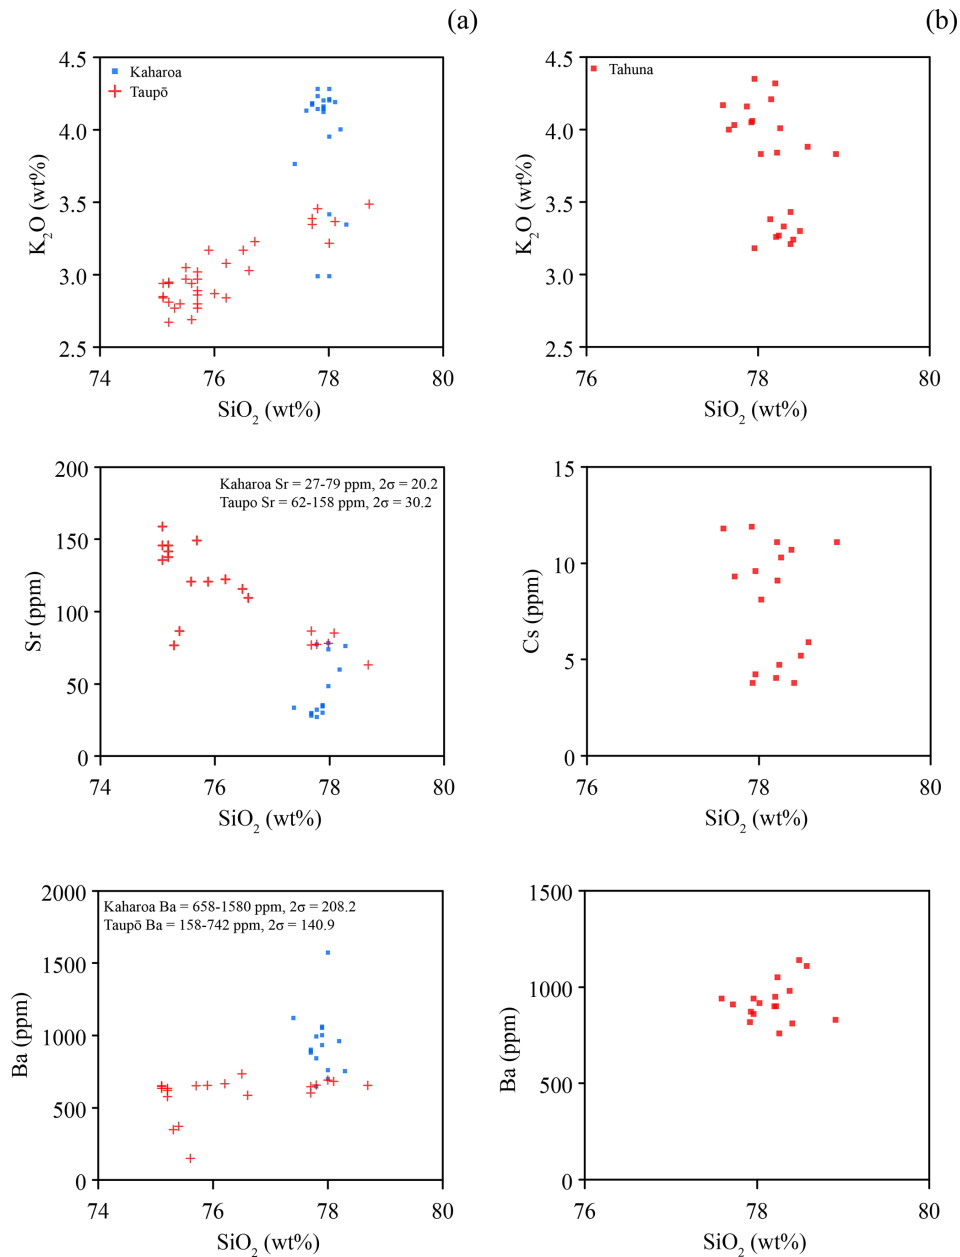 (a)
(b)
4.5
4.0
3.5
3.0
2.5
K2O (wt%)
Kaharoa
Taupō
74
76
78
80
SiO2 (wt%)
4.5
4.0
3.5
3.0
2.5
K2O (wt%)
Tahuna
76
78
80
SiO2 (wt%)
200
150
100
50
0
Sr (ppm)
Kaharoa Sr = 27-79 ppm, 2σ = 20.2
Taupo Sr = 62-158 ppm, 2σ = 30.2
74
76
78
80
SiO2 (wt%)
15
10
5
0
Cs (ppm)
76
78
80
SiO2 (wt%)
2000
1500
1000
500
0
Ba (ppm)
Kaharoa Ba = 658-1580 ppm, 2σ = 208.2
Taupō Ba = 158-742 ppm, 2σ = 140.9
74
76
78
80
SiO2 (wt%)
1500
1000
500
0
Ba (ppm)
76
78
80
SiO2 (wt%)